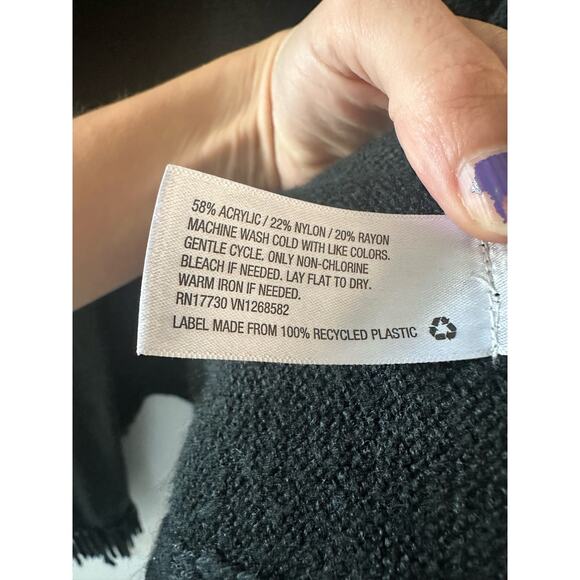 58% ACRYLIC / 22% NYLON / 20% RAYON
MACHINE WASH COLD WITH LIKE COLORS.
GENTLE CYCLE. ONLY NON-CHLORINE
BLEACH IF NEEDED. LAY FLAT TO DRY.
WARM IRON IF NEEDED.
RN17730 VN1268582
LABEL MADE FROM 100% RECYCLED PLASTIC